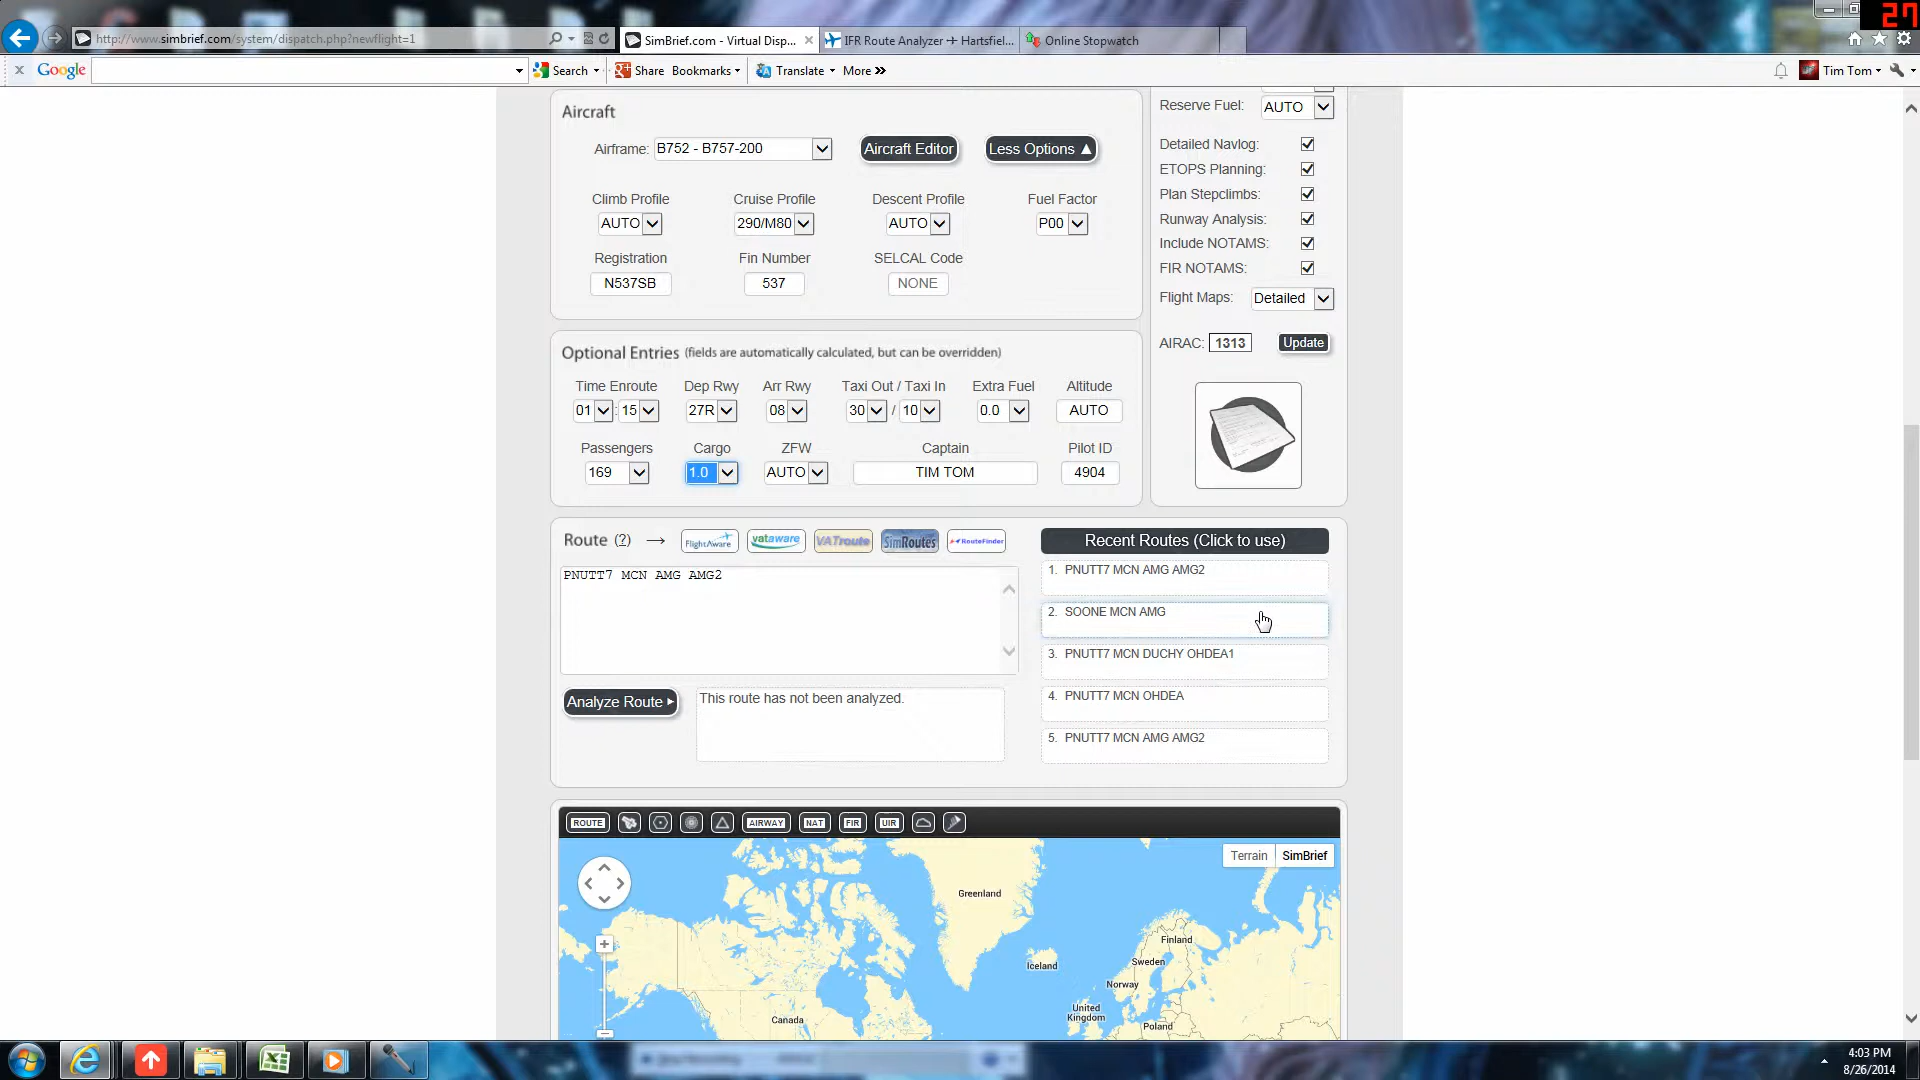 27
http://www.simbrief.com/system/dispatch.php?newflight=1
SimBrief.com - Virtual Disp...
IFR Route Analyzer ✈ Hartsfiel...
Online Stopwatch
x Google
Search
Share
Bookmarks
Translate
More »
Tim Tom
Aircraft
Airframe: B752 - B757-200
Aircraft Editor
Less Options ▲
Climb Profile
Cruise Profile
Descent Profile
Fuel Factor
AUTO
290/M80
AUTO
P00
Registration
Fin Number
SELCAL Code
N537SB
537
NONE
Reserve Fuel: AUTO
Detailed Navlog:
ETOPS Planning:
Plan Stepclimbs:
Runway Analysis:
Include NOTAMS:
FIR NOTAMS:
Flight Maps: Detailed
AIRAC: 1313 Update
Optional Entries (fields are automatically calculated, but can be overridden)
Time Enroute
Dep Rwy
Arr Rwy
Taxi Out / Taxi In
Extra Fuel
Altitude
01 : 15
27R
08
30 / 10
0.0
AUTO
Passengers
Cargo
ZFW
Captain
Pilot ID
169
1.0
AUTO
TIM TOM
4904
Route (?) →
FlightAware
vataware
VATroute
SimRoutes
RouteFinder
PNUTT7 MCN AMG AMG2
Analyze Route ▸
This route has not been analyzed.
Recent Routes (Click to use)
1. PNUTT7 MCN AMG AMG2
2. SOONE MCN AMG
3. PNUTT7 MCN DUCHY OHDEA1
4. PNUTT7 MCN OHDEA
5. PNUTT7 MCN AMG AMG2
ROUTE
AIRWAY
NAT
FIR
UIR
Terrain
SimBrief
Greenland
Finland
Iceland
Sweden
Norway
United
Kingdom
Canada
Poland
4:03 PM
8/26/2014